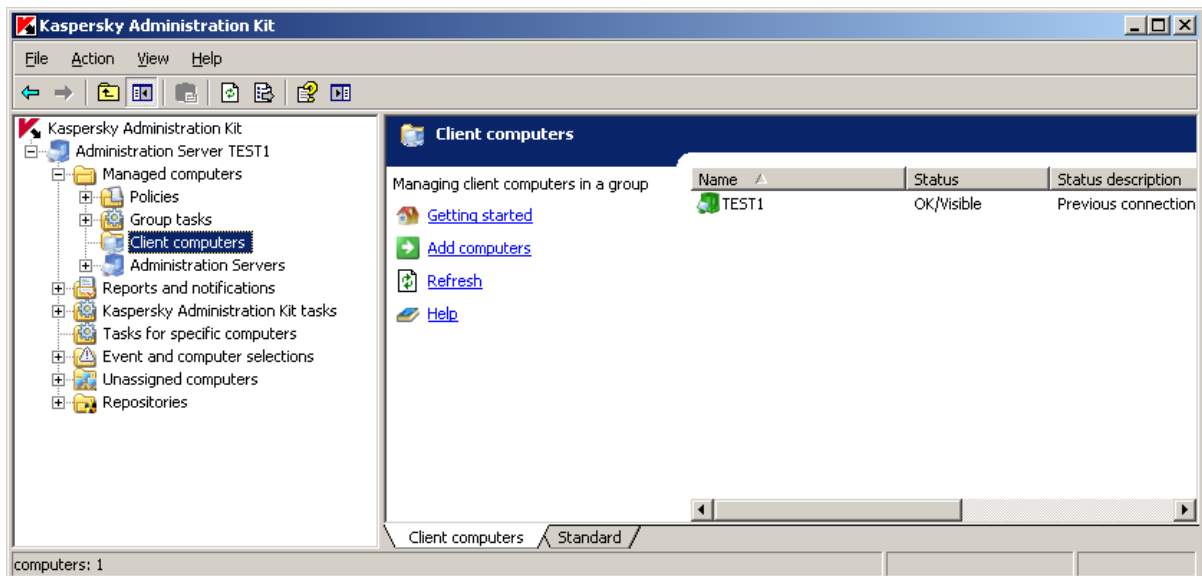 Kaspersky Administration Kit
File Action View Help
Kaspersky Administration Kit
Administration Server TEST1
Managed computers
Policies
Group tasks
Client computers
Administration Servers
Reports and notifications
Kaspersky Administration Kit tasks
Tasks for specific computers
Event and computer selections
Unassigned computers
Repositories
Client computers
Managing client computers in a group
Getting started
Add computers
Refresh
Help
Name Status Status description
TEST1 OK/Visible Previous connection
Client computers Standard
computers: 1